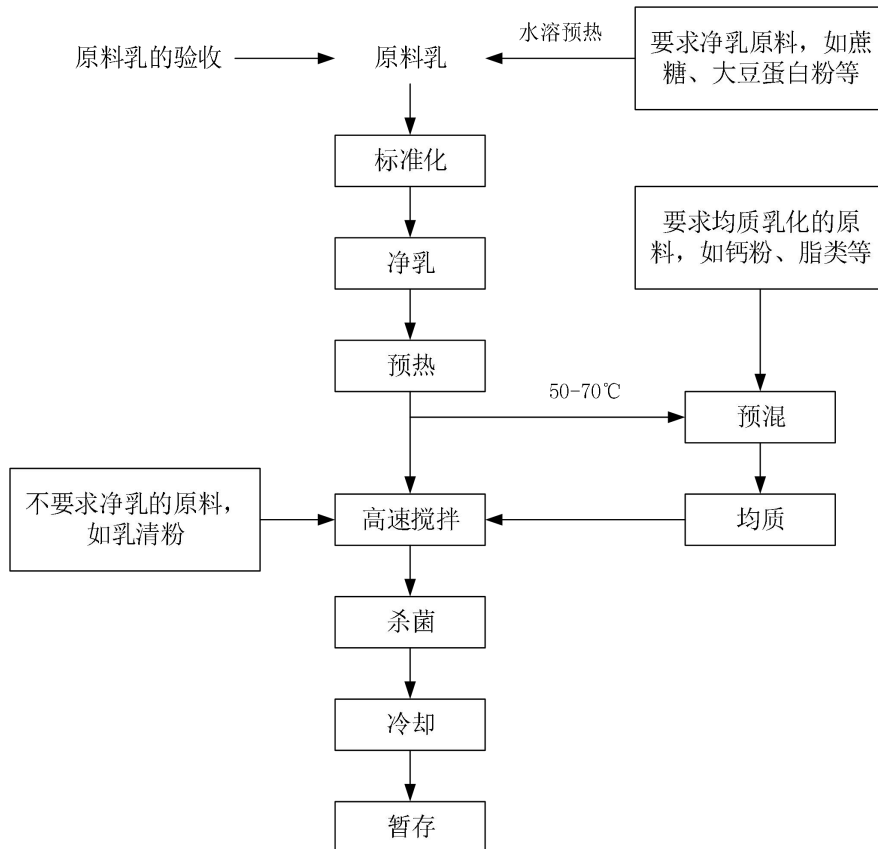 水溶预热
要求净乳原料，如蔗
糖、大豆蛋白粉等
原料乳的验收
原料乳
标准化
要求均质乳化的原
料，如钙粉、脂类等
净乳
预热
50-70℃
预混
不要求净乳的原料，
如乳清粉
高速搅拌
均质
杀菌
冷却
暂存